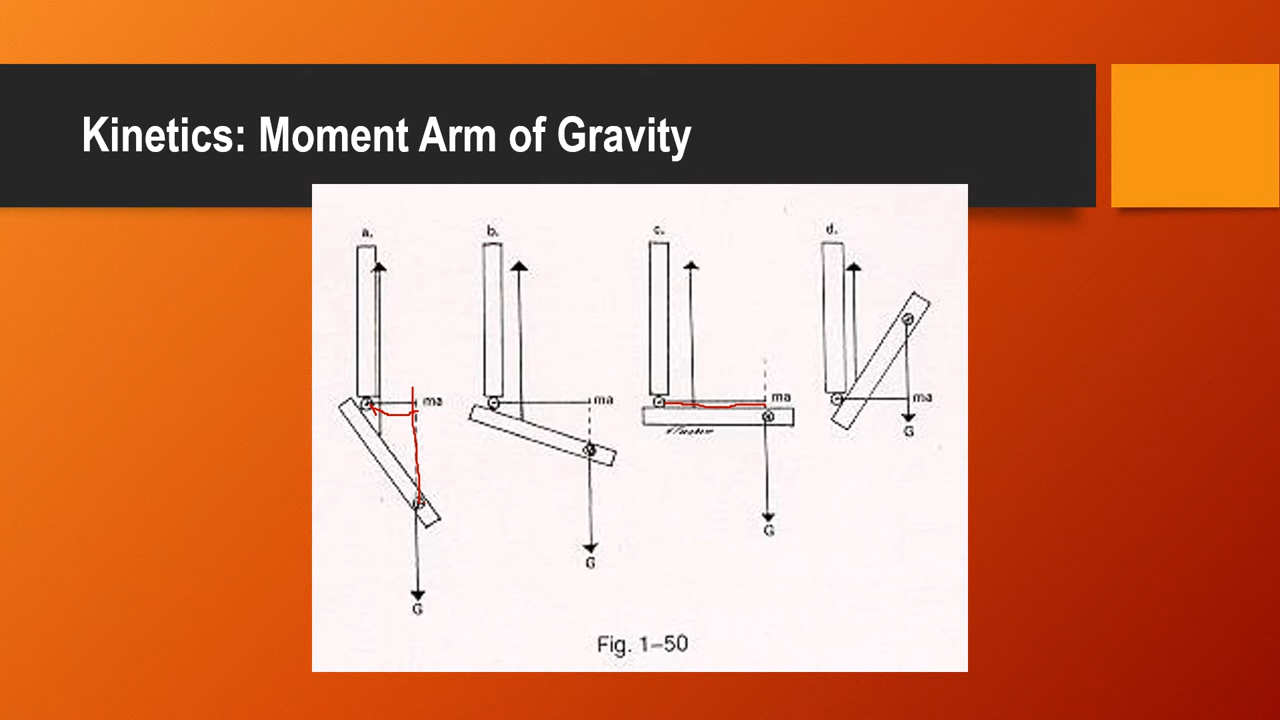 Kinetics: Moment Arm of Gravity
a.
b.
c.
d.
ma
ma
ma
ma
G
G
G
G
Fig. 1–50